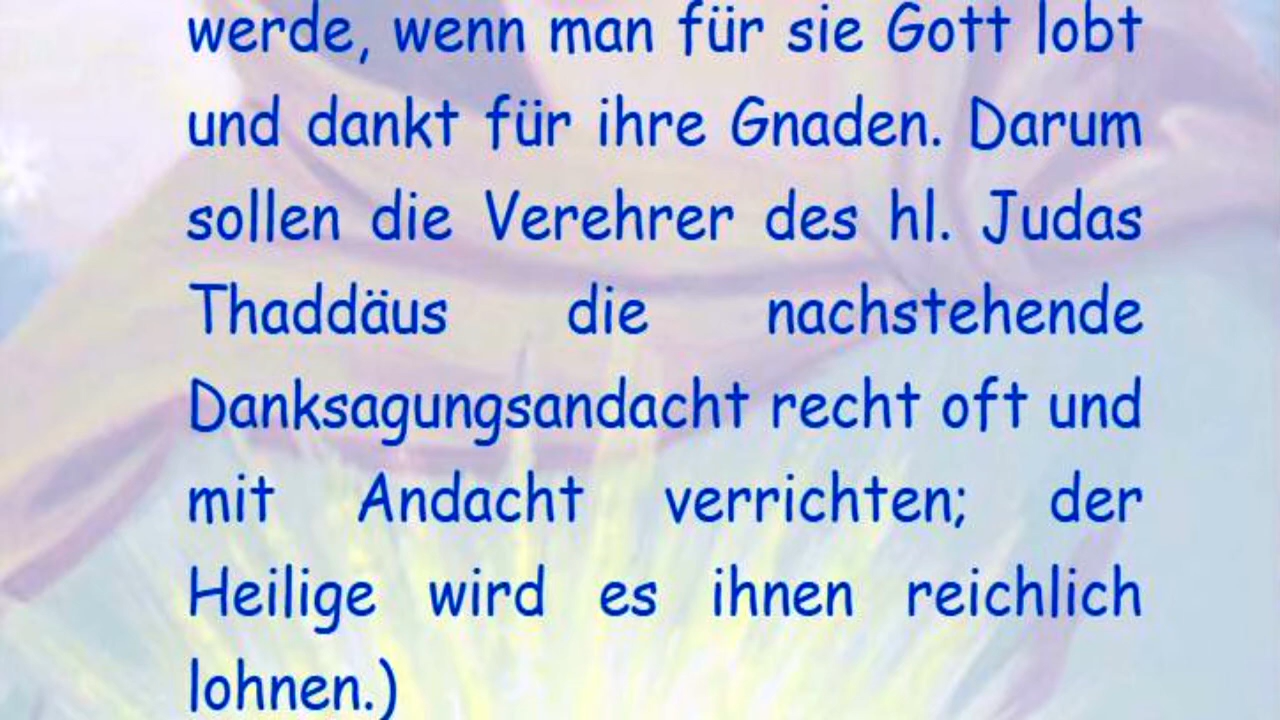 werde, wenn man für sie Gott lobt
und dankt für ihre Gnaden. Darum
sollen die Verehrer des hl. Judas
Thaddäus die nachstehende
Danksagungsandacht recht oft und
mit Andacht verrichten; der
Heilige wird es ihnen reichlich
lohnen.)